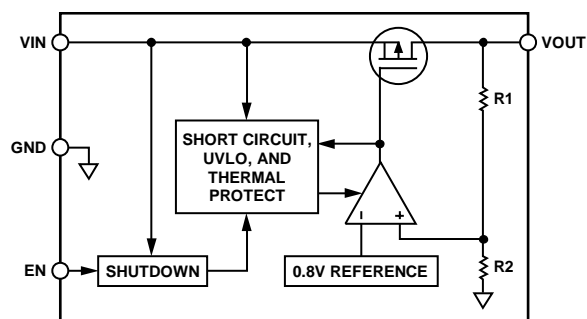 VIN
VOUT
R1
GND
SHORT CIRCUIT,
UVLO, AND
THERMAL
PROTECT
– +
EN
SHUTDOWN
0.8V REFERENCE
R2